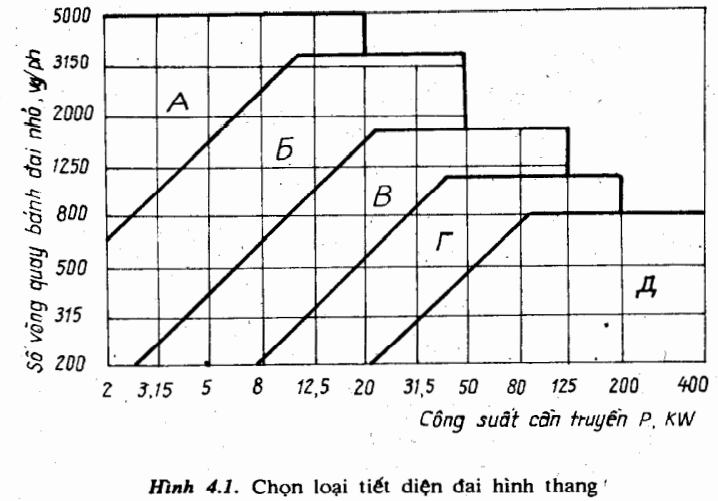 Số vòng quay bánh đai nhỏ, vg/ph
5000
3150
2000
1250
800
500
315
200
А
Б
В
Г
Д
2 3,15 5 8 12,5 20 31,5 50 80 125 200 400
Công suất cần truyền P, KW
Hình 4.1. Chọn loại tiết diện đai hình thang